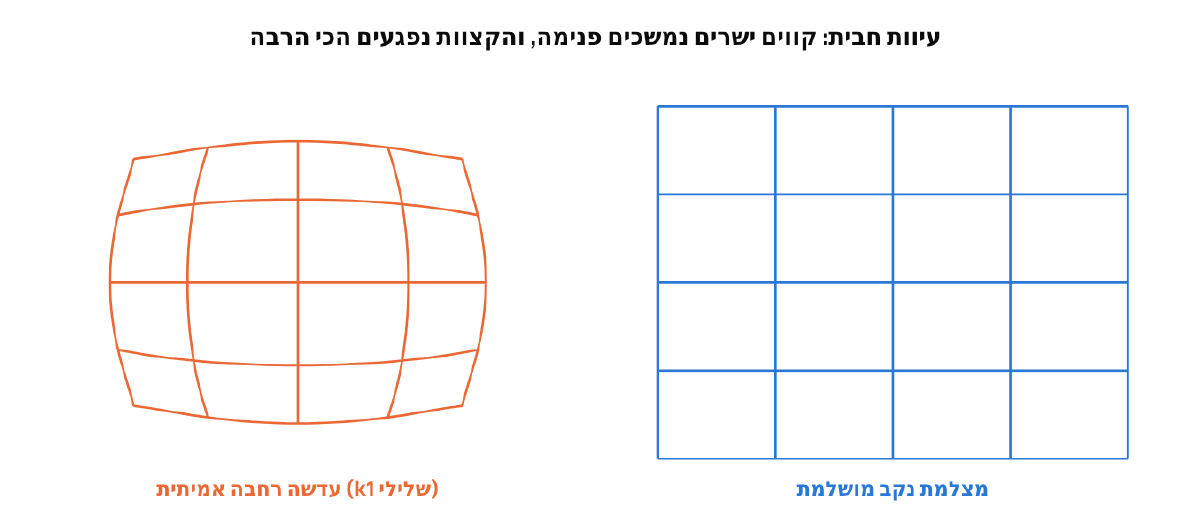 עיוות חבית: קווים ישרים נמשכים פנימה, והקצוות נפגעים הכי הרבה
מצלמת נקב מושלמת
עדשה רחבה אמיתית (k1 שלילי)